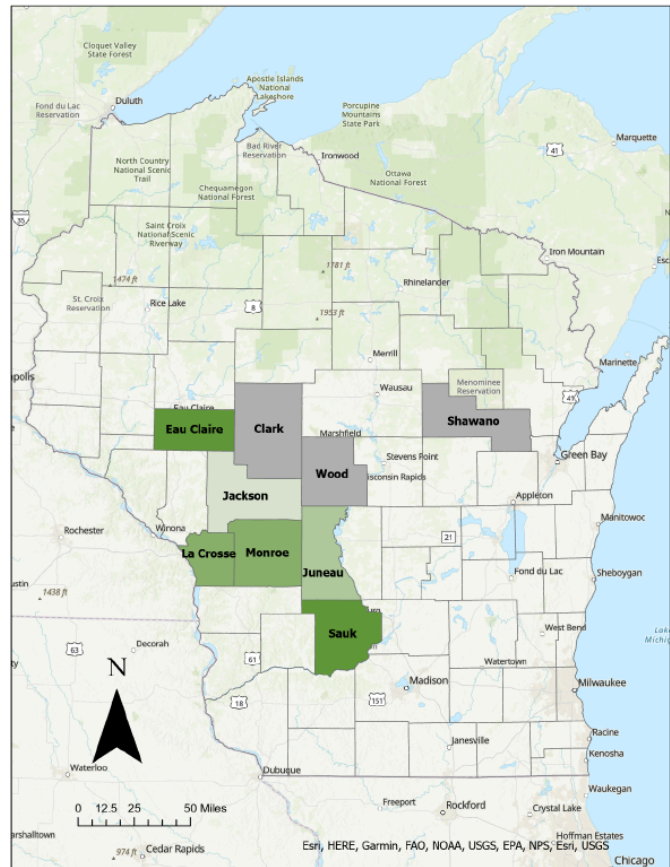 Cloquet Valley
State Forest
Apostle Islands
National
Lakeshore
Fond du Lac
Reservation
Duluth
Porcupine
Mountains
State Park
Marquette
Bad River
Reservation
Ironwood
41
North Country
National Scenic
Trail
Ottawa
National Forest
Chequamegon
National Forest
35
Saint Croix
National Scenic
Riverway
Iron Mountain
1781 ft
1474 ft
Rhinelander
St. Croix
Reservation
Rice Lake
8
1953 ft
Merrill
Marinette
Wausau
Menominee
Reservation
41
Eau Claire
Eau Claire
Clark
Shawano
Marshfield
Stevens Point
Wood
Green Bay
Jackson
Appleton
Rochester
Winona
Manitowoc
La Crosse
Monroe
21
Juneau
Fond du Lac
Sheboygan
1438 ft
63
Decorah
Sauk
West Bend
61
Watertown
N
Madison
18
151
Milwaukee
Janesville
Racine
Kenosha
Waterloo
Dubuque
Waukegan
0 12.5 25 50 Miles
Freeport
Rockford
Crystal Lake
Hoffman Estates
974 ft
Cedar Rapids
Esri, HERE, Garmin, FAO, NOAA, USGS, EPA, NPS, Esri, USGS
Chicago